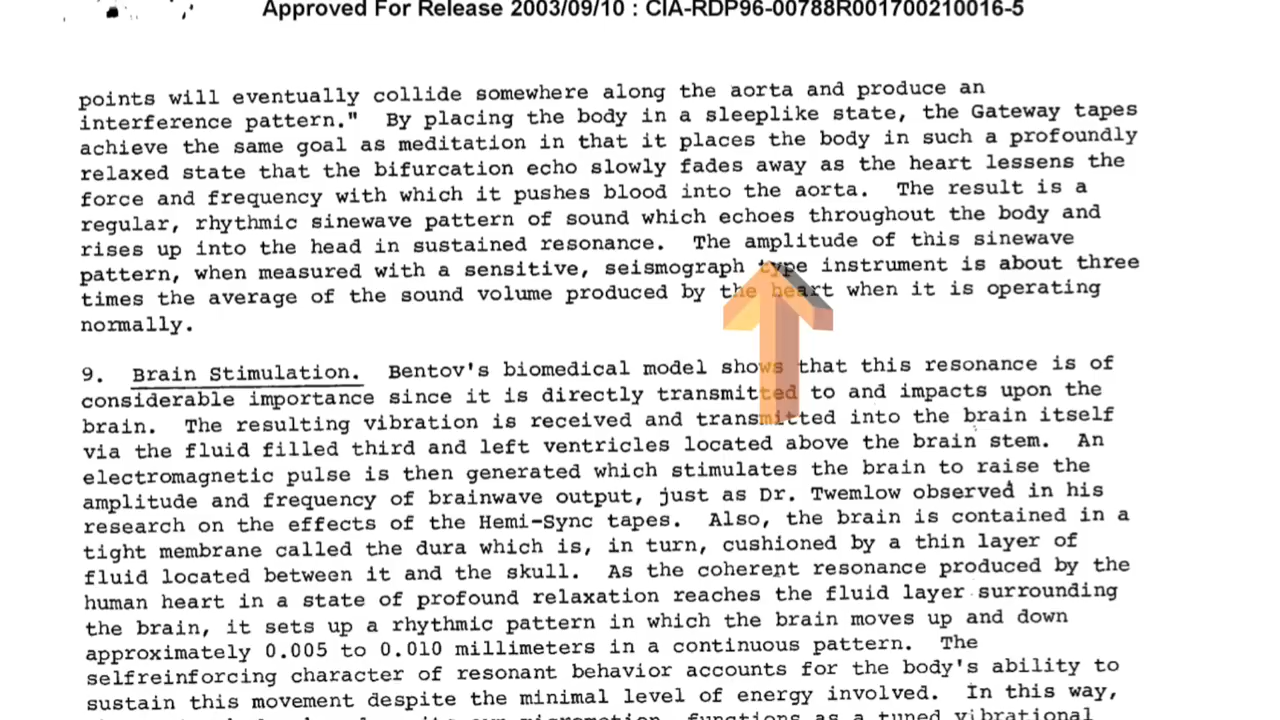 Approved For Release 2003/09/10 : CIA-RDP96-00788R001700210016-5
points will eventually collide somewhere along the aorta and produce an
interference pattern." By placing the body in a sleeplike state, the Gateway tapes
achieve the same goal as meditation in that it places the body in such a profoundly
relaxed state that the bifurcation echo slowly fades away as the heart lessens the
force and frequency with which it pushes blood into the aorta. The result is a
regular, rhythmic sinewave pattern of sound which echoes throughout the body and
rises up into the head in sustained resonance. The amplitude of this sinewave
pattern, when measured with a sensitive, seismograph type instrument is about three
times the average of the sound volume produced by the heart when it is operating
normally.
9. Brain Stimulation. Bentov's biomedical model shows that this resonance is of
considerable importance since it is directly transmitted to and impacts upon the
brain. The resulting vibration is received and transmitted into the brain itself
via the fluid filled third and left ventricles located above the brain stem. An
electromagnetic pulse is then generated which stimulates the brain to raise the
amplitude and frequency of brainwave output, just as Dr. Twemlow observed in his
research on the effects of the Hemi-Sync tapes. Also, the brain is contained in a
tight membrane called the dura which is, in turn, cushioned by a thin layer of
fluid located between it and the skull. As the coherent resonance produced by the
human heart in a state of profound relaxation reaches the fluid layer surrounding
the brain, it sets up a rhythmic pattern in which the brain moves up and down
approximately 0.005 to 0.010 millimeters in a continuous pattern. The
selfreinforcing character of resonant behavior accounts for the body's ability to
sustain this movement despite the minimal level of energy involved. In this way,
micromotion, functions as a tuned vibrational